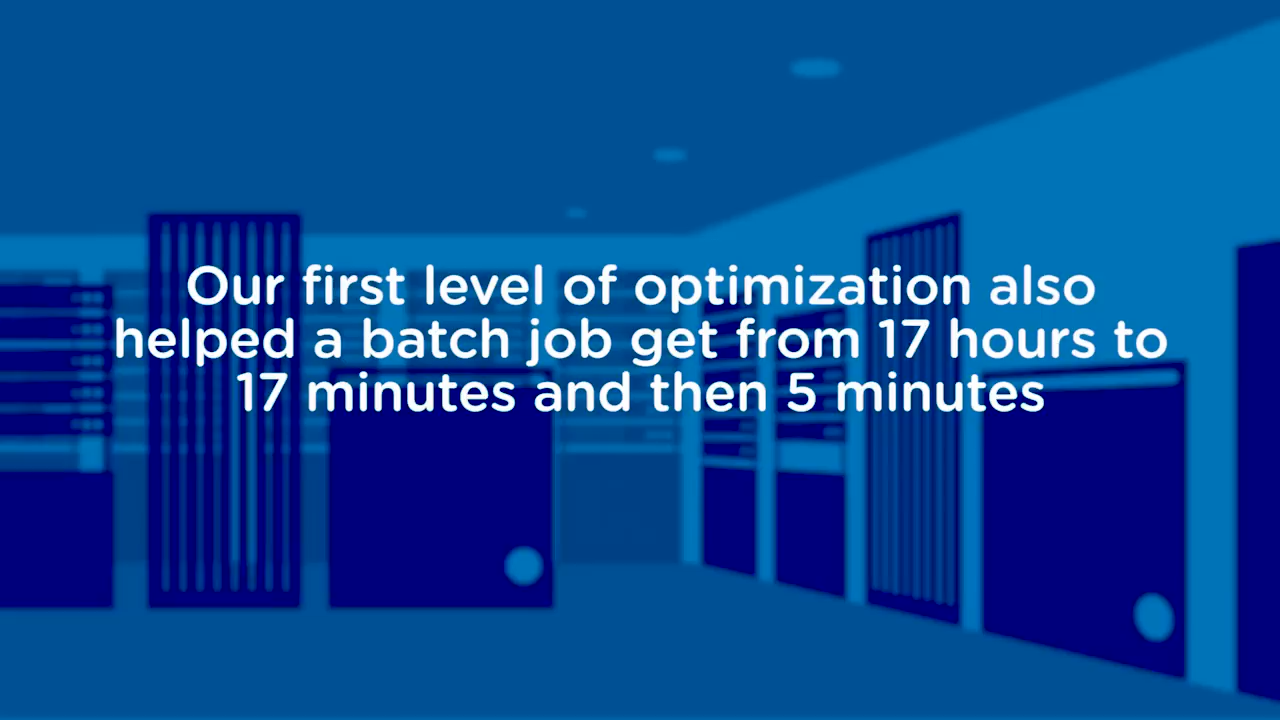 Our first level of optimization also
helped a batch job get from 17 hours to
17 minutes and then 5 minutes